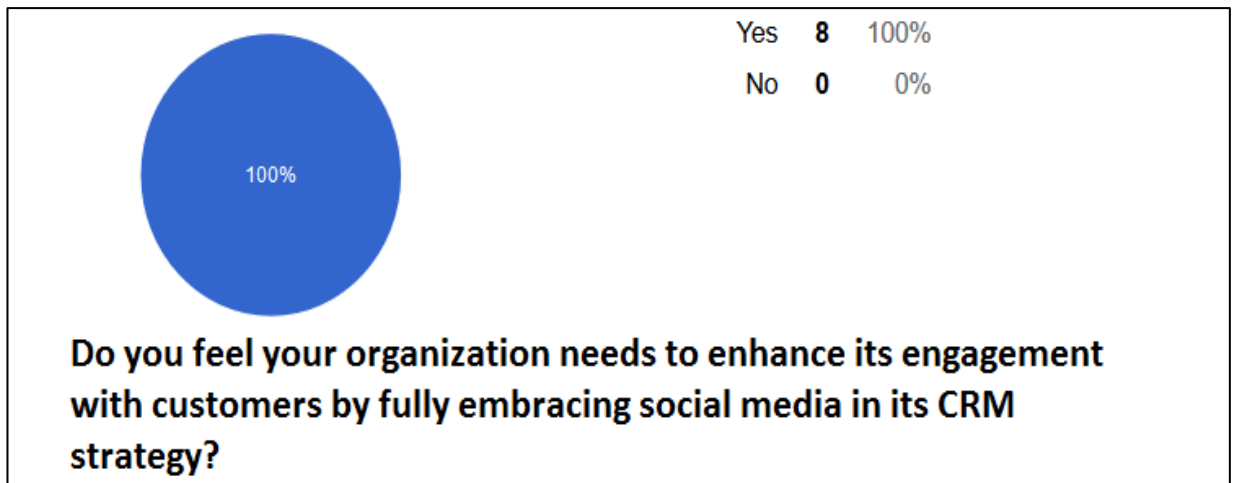 Yes 8 100%
No 0 0%
100%
Do you feel your organization needs to enhance its engagement
with customers by fully embracing social media in its CRM
strategy?